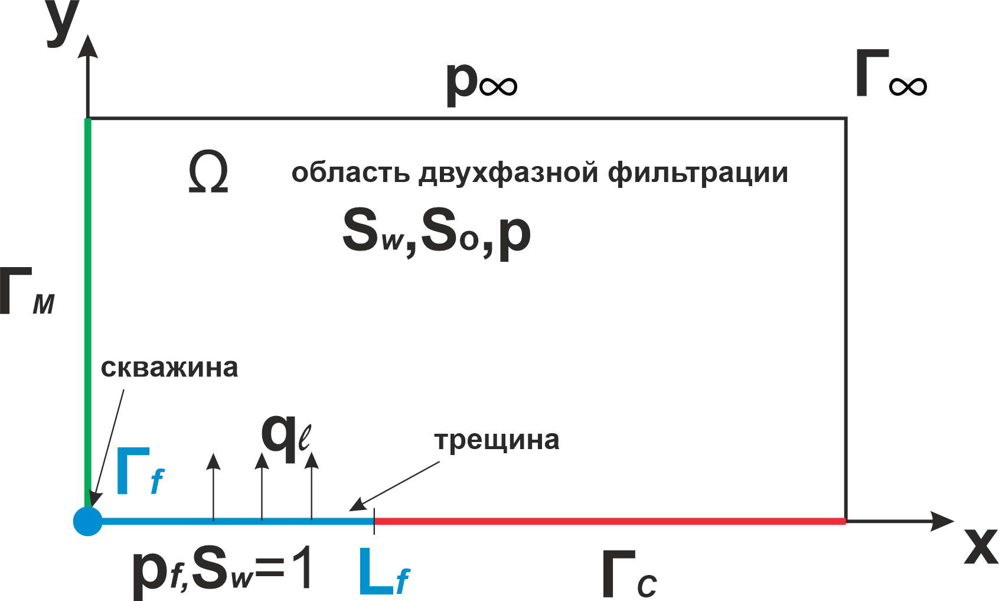 y
p∞
Γ∞
Ω
область двухфазной фильтрации
Sw,So,p
ΓM
скважина
qℓ
трещина
Γf
x
pf,Sw=1
Lf
ΓC